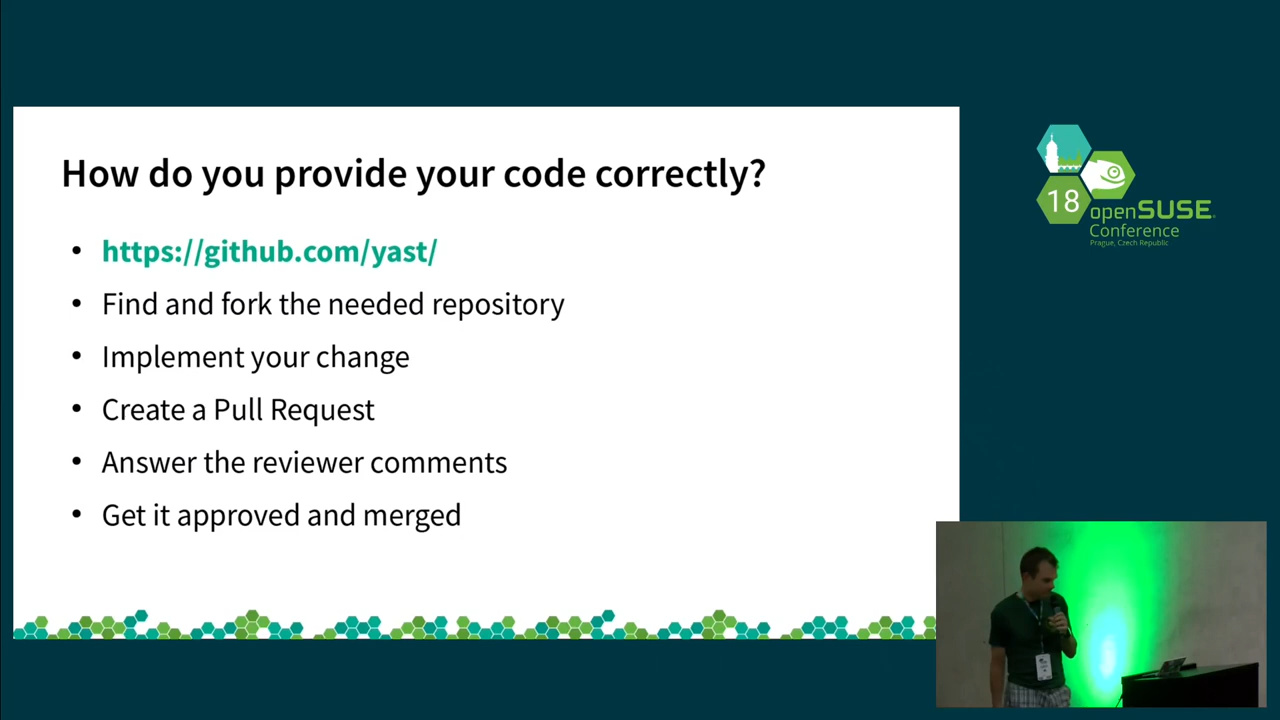 How do you provide your code correctly?
• https://github.com/yast/
• Find and fork the needed repository
• Implement your change
• Create a Pull Request
• Answer the reviewer comments
• Get it approved and merged
18
openSUSE
Conference
Prague, Czech Republic